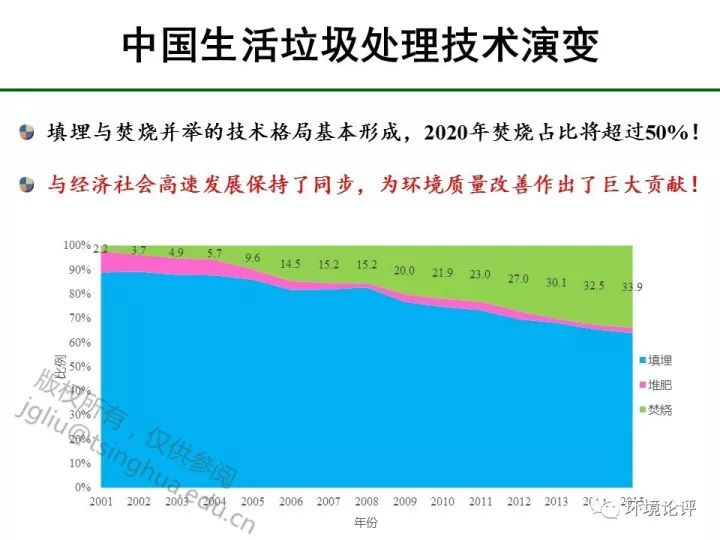 中国生活垃圾处理技术演变
填埋与焚烧并举的技术格局基本形成，2020年焚烧占比将超过50%！
与经济社会高速发展保持了同步，为环境质量改善作出了巨大贡献！
100%
90%
80%
70%
60%
50%
40%
30%
20%
10%
0%
比例
2.2 3.7 4.9 5.7 9.6 14.5 15.2 15.2 20.0 21.9 23.0 27.0 30.1 32.5 33.9
填埋
堆肥
焚烧
2001 2002 2003 2004 2005 2006 2007 2008 2009 2010 2011 2012 2013
年份
版权所有，仅供参阅
jgliu@tsinghua.edu.cn
环境论评